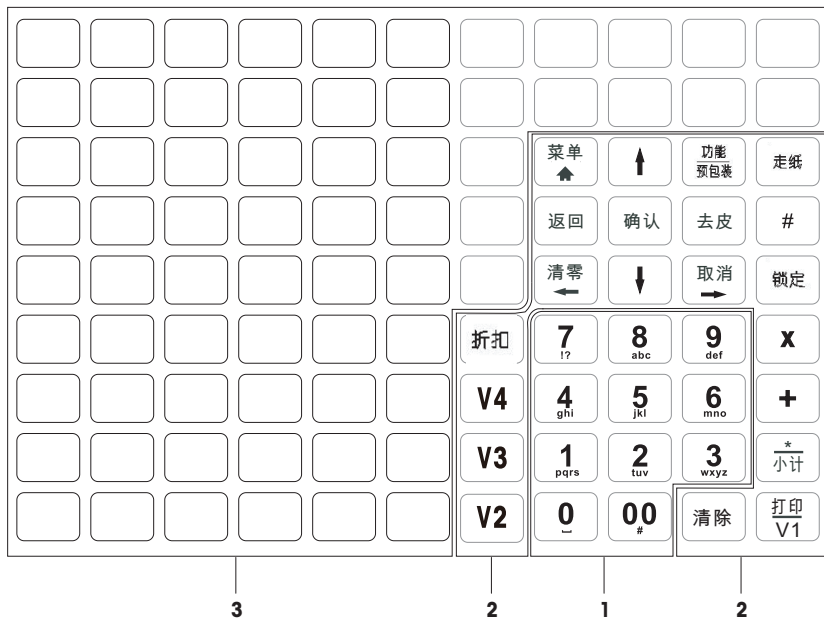 菜单
功能
预包装
走纸
返回
确认
去皮
#
清零
取消
锁定
折扣
7
!?
8
abc
9
def
x
V4
4
ghi
5
jkl
6
mno
+
V3
1
pqrs
2
tuv
3
wxyz
*
小计
V2
0
00
#
清除
打印
V1
3
2
1
2